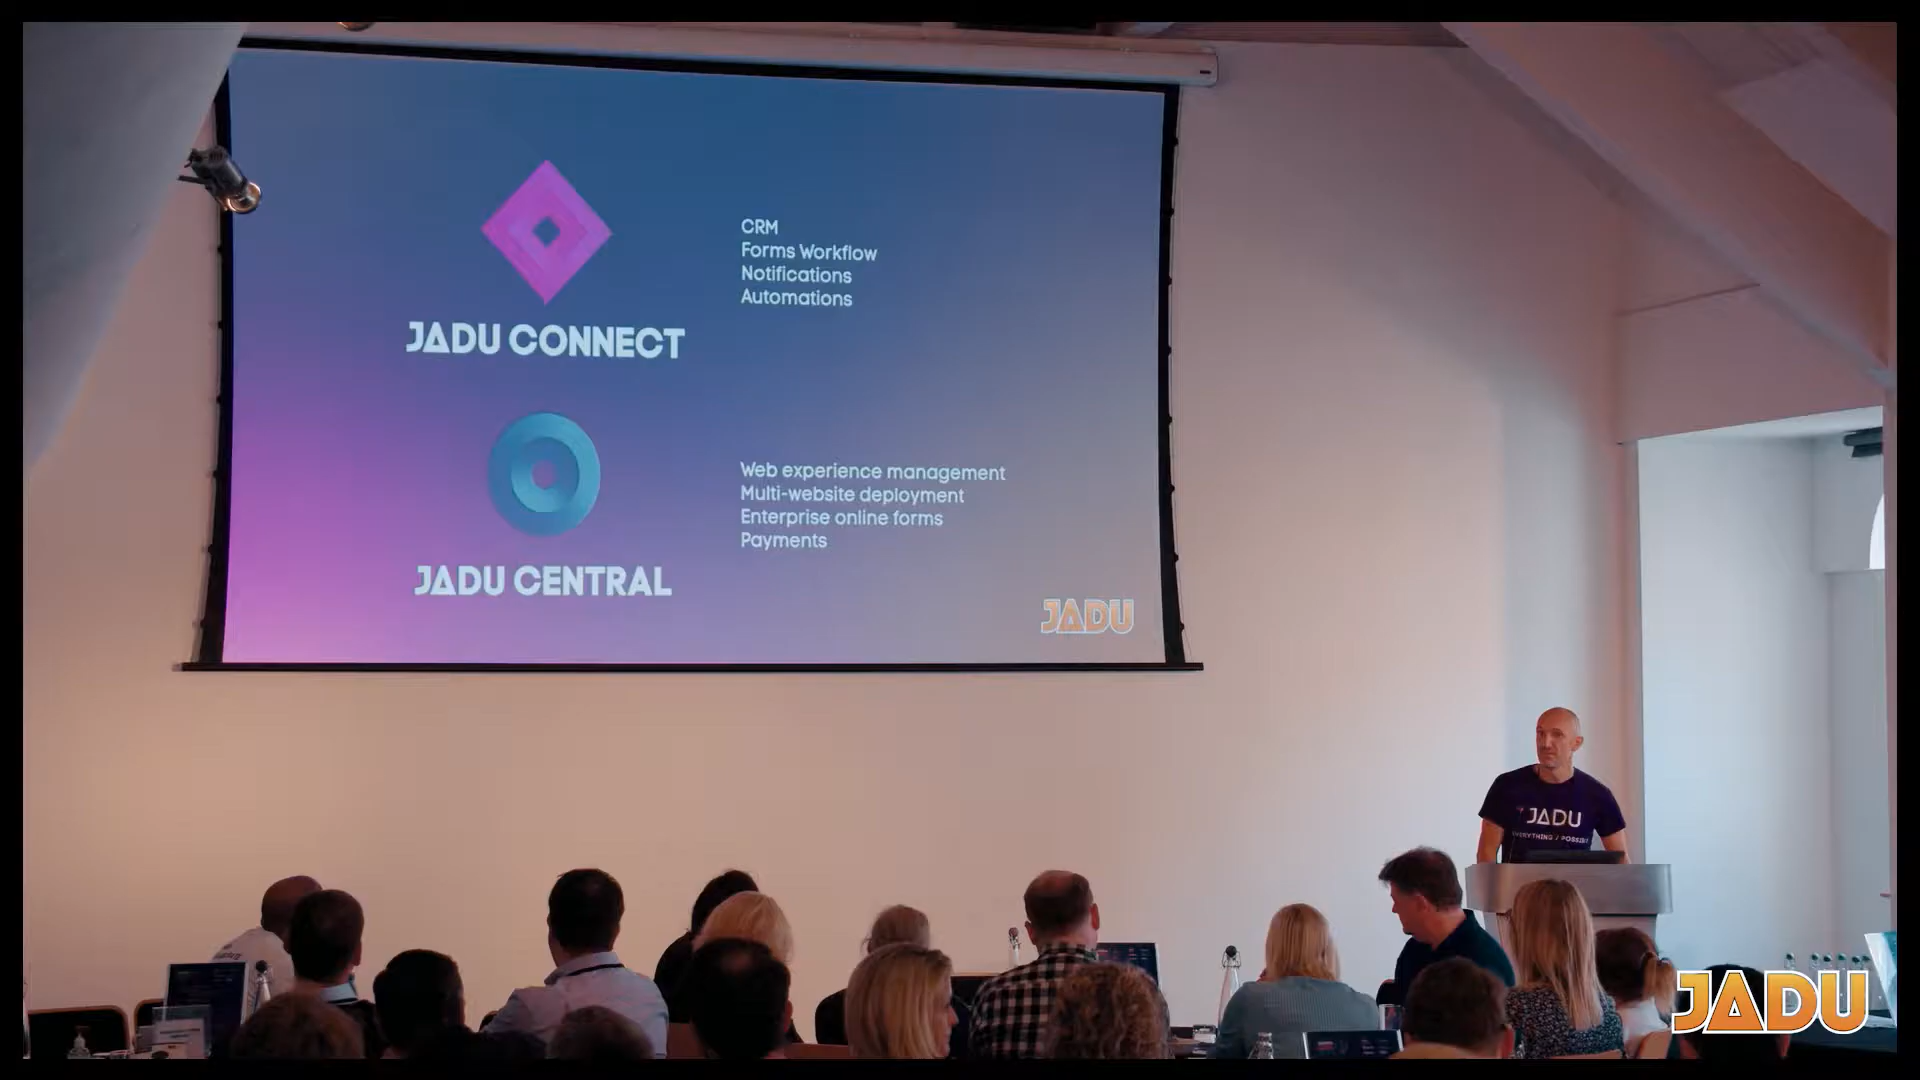 CRM
Forms Workflow
Notifications
Automations
JADU CONNECT
Web experience management
Multi-website deployment
Enterprise online forms
Payments
JADU CENTRAL
JADU
JADU
JADU